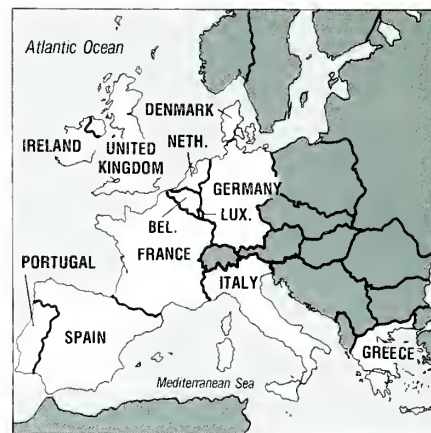 Atlantic Ocean
DENMARK
NETH.
IRELAND
UNITED
KINGDOM
GERMANY
LUX.
BEL.
FRANCE
PORTUGAL
ITALY
SPAIN
GREECE
Mediterranean Sea